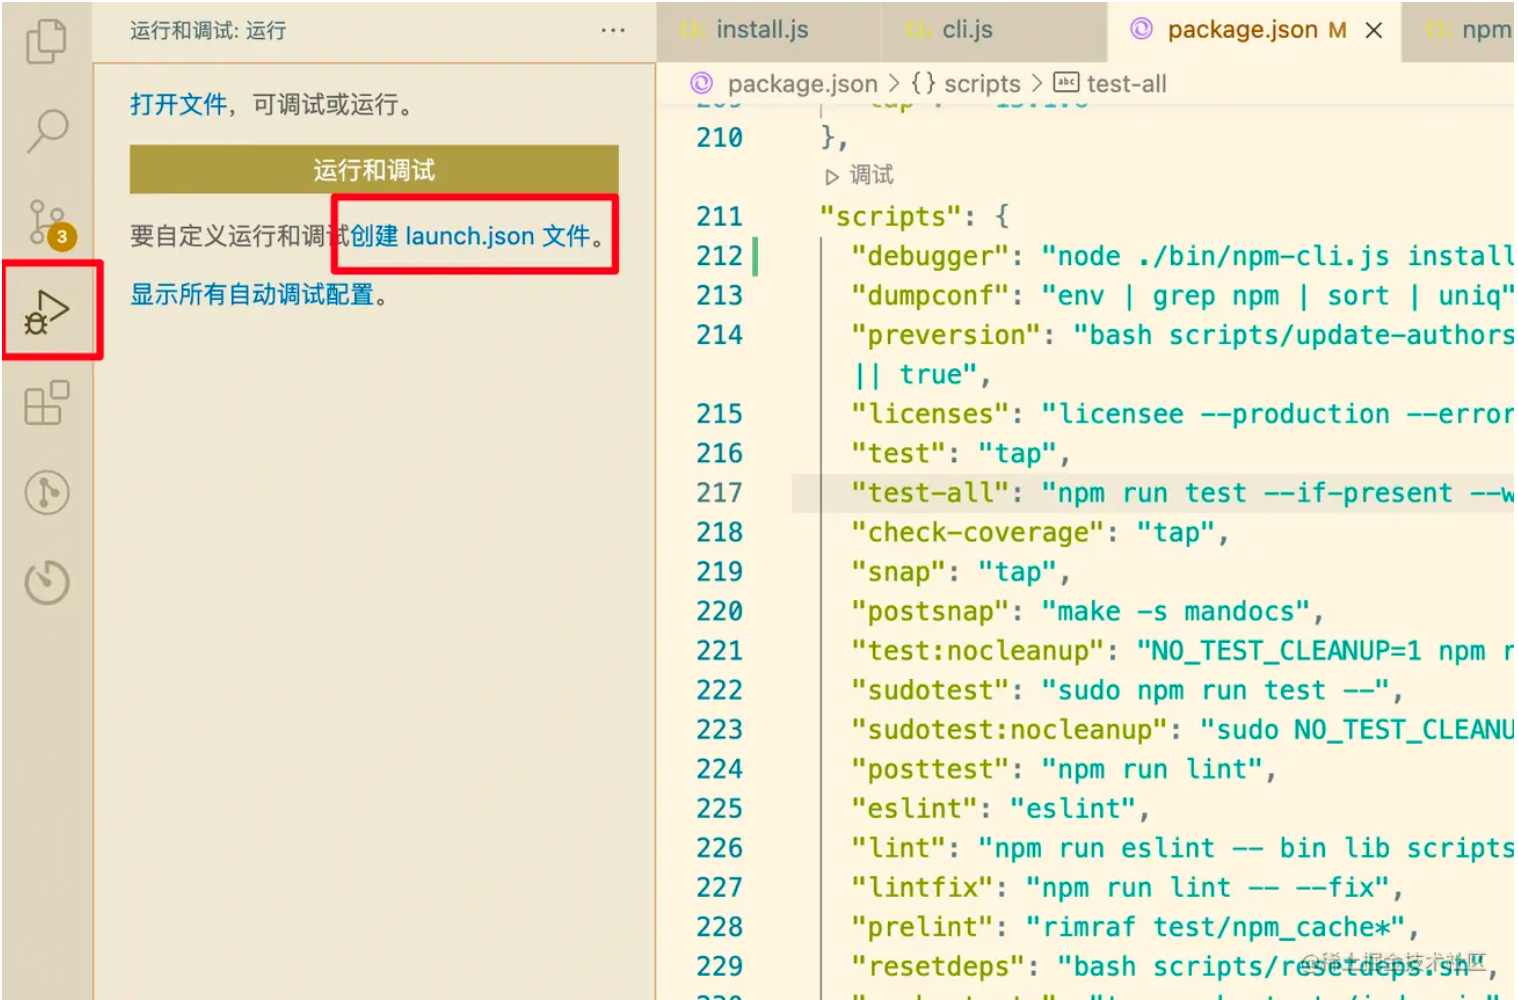 运行和调试: 运行 ···
打开文件，可调试或运行。
运行和调试
要自定义运行和调试创建 launch.json 文件。
显示所有自动调试配置。
3
install.js
cli.js
package.json M
npm
package.json > {} scripts > abc test-all
210 },
调试
211 "scripts": {
212 "debugger": "node ./bin/npm-cli.js install
213 "dumpconf": "env | grep npm | sort | uniq"
214 "preversion": "bash scripts/update-authors
|| true",
215 "licenses": "licensee --production --error
216 "test": "tap",
217 "test-all": "npm run test --if-present --w
218 "check-coverage": "tap",
219 "snap": "tap",
220 "postsnap": "make -s mandocs",
221 "test:nocleanup": "NO_TEST_CLEANUP=1 npm r
222 "sudotest": "sudo npm run test --",
223 "sudotest:nocleanup": "sudo NO_TEST_CLEANU
224 "posttest": "npm run lint",
225 "eslint": "eslint",
226 "lint": "npm run eslint -- bin lib scripts
227 "lintfix": "npm run lint -- --fix",
228 "prelint": "rimraf test/npm_cache*",
229 "resetdeps": "bash scripts/resetdeps.sh",
@稀土掘金技术社区